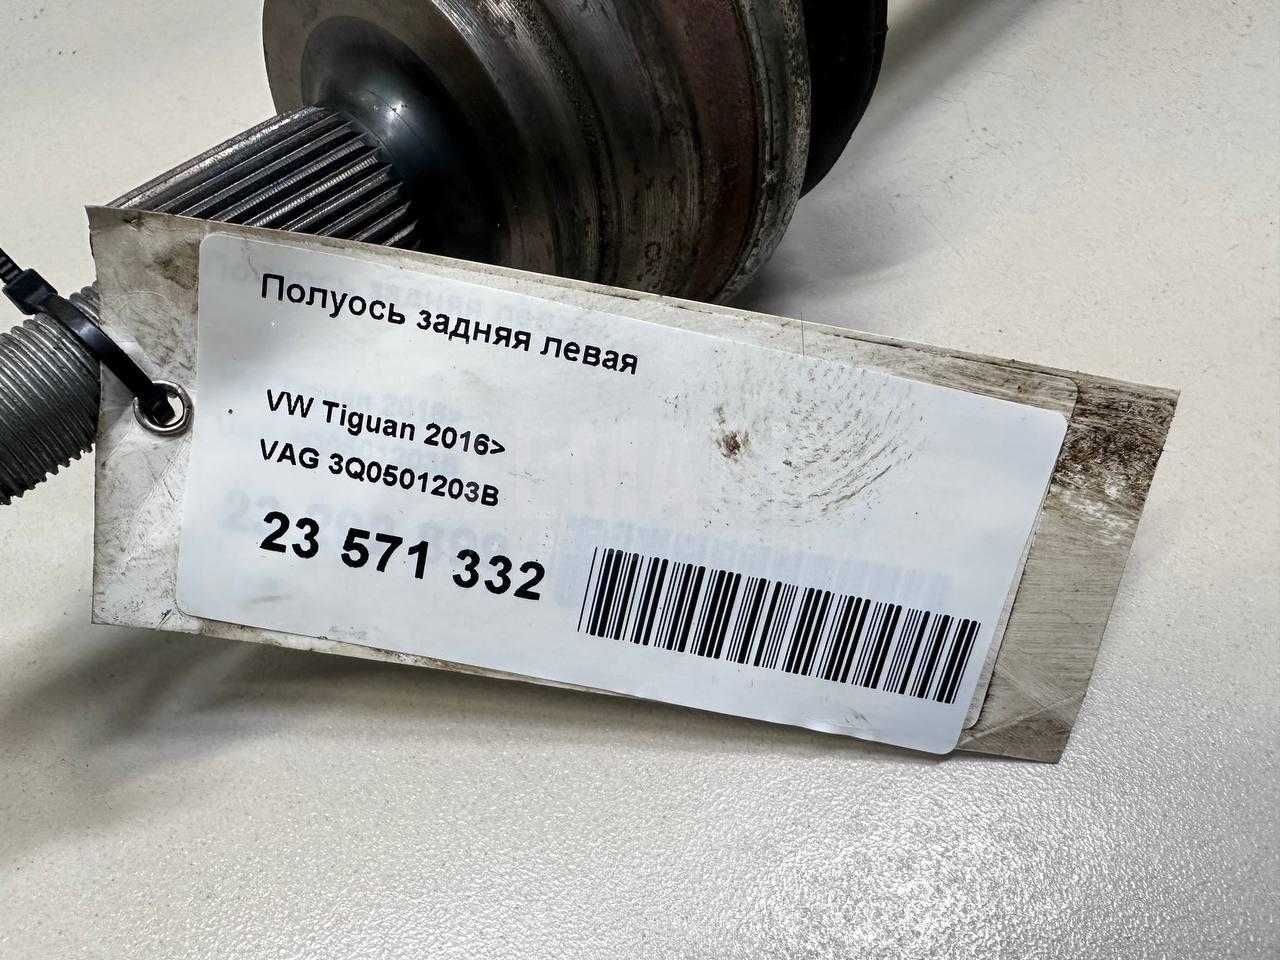 Полуось задняя левая
VW Tiguan 2016>
VAG 3Q0501203B
23 571 332